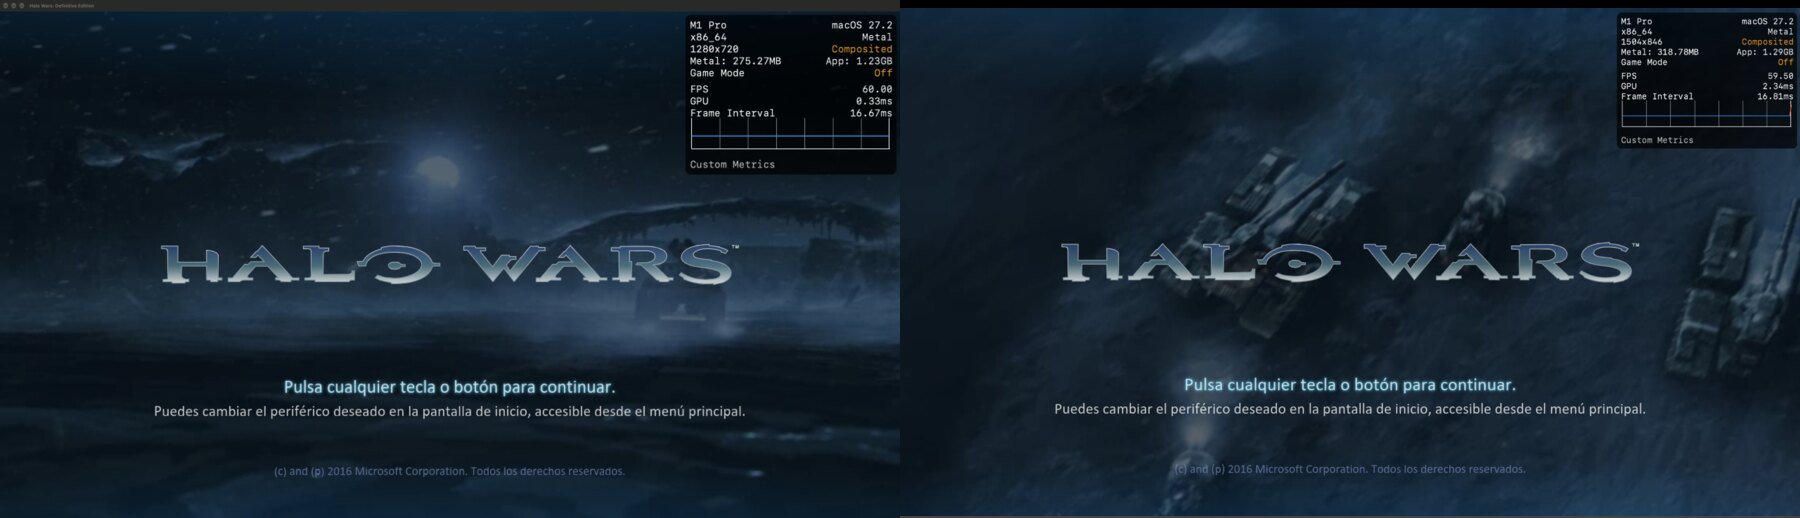 Halo Wars: Definitive Edition
M1 Pro macOS 27.2
x86_64 Metal
1280x720 Composited
Metal: 275.27MB App: 1.23GB
Game Mode Off
FPS 60.00
GPU 0.33ms
Frame Interval 16.67ms
Custom Metrics
HALO WARS™
Pulsa cualquier tecla o botón para continuar.
Puedes cambiar el periférico deseado en la pantalla de inicio, accesible desde el menú principal.
(c) and (p) 2016 Microsoft Corporation. Todos los derechos reservados.
M1 Pro macOS 27.2
x86_64 Metal
1504x846 Composited
Metal: 318.78MB App: 1.29GB
Game Mode Off
FPS 59.50
GPU 2.34ms
Frame Interval 16.81ms
Custom Metrics
HALO WARS™
Pulsa cualquier tecla o botón para continuar.
Puedes cambiar el periférico deseado en la pantalla de inicio, accesible desde el menú principal.
(c) and (p) 2016 Microsoft Corporation. Todos los derechos reservados.